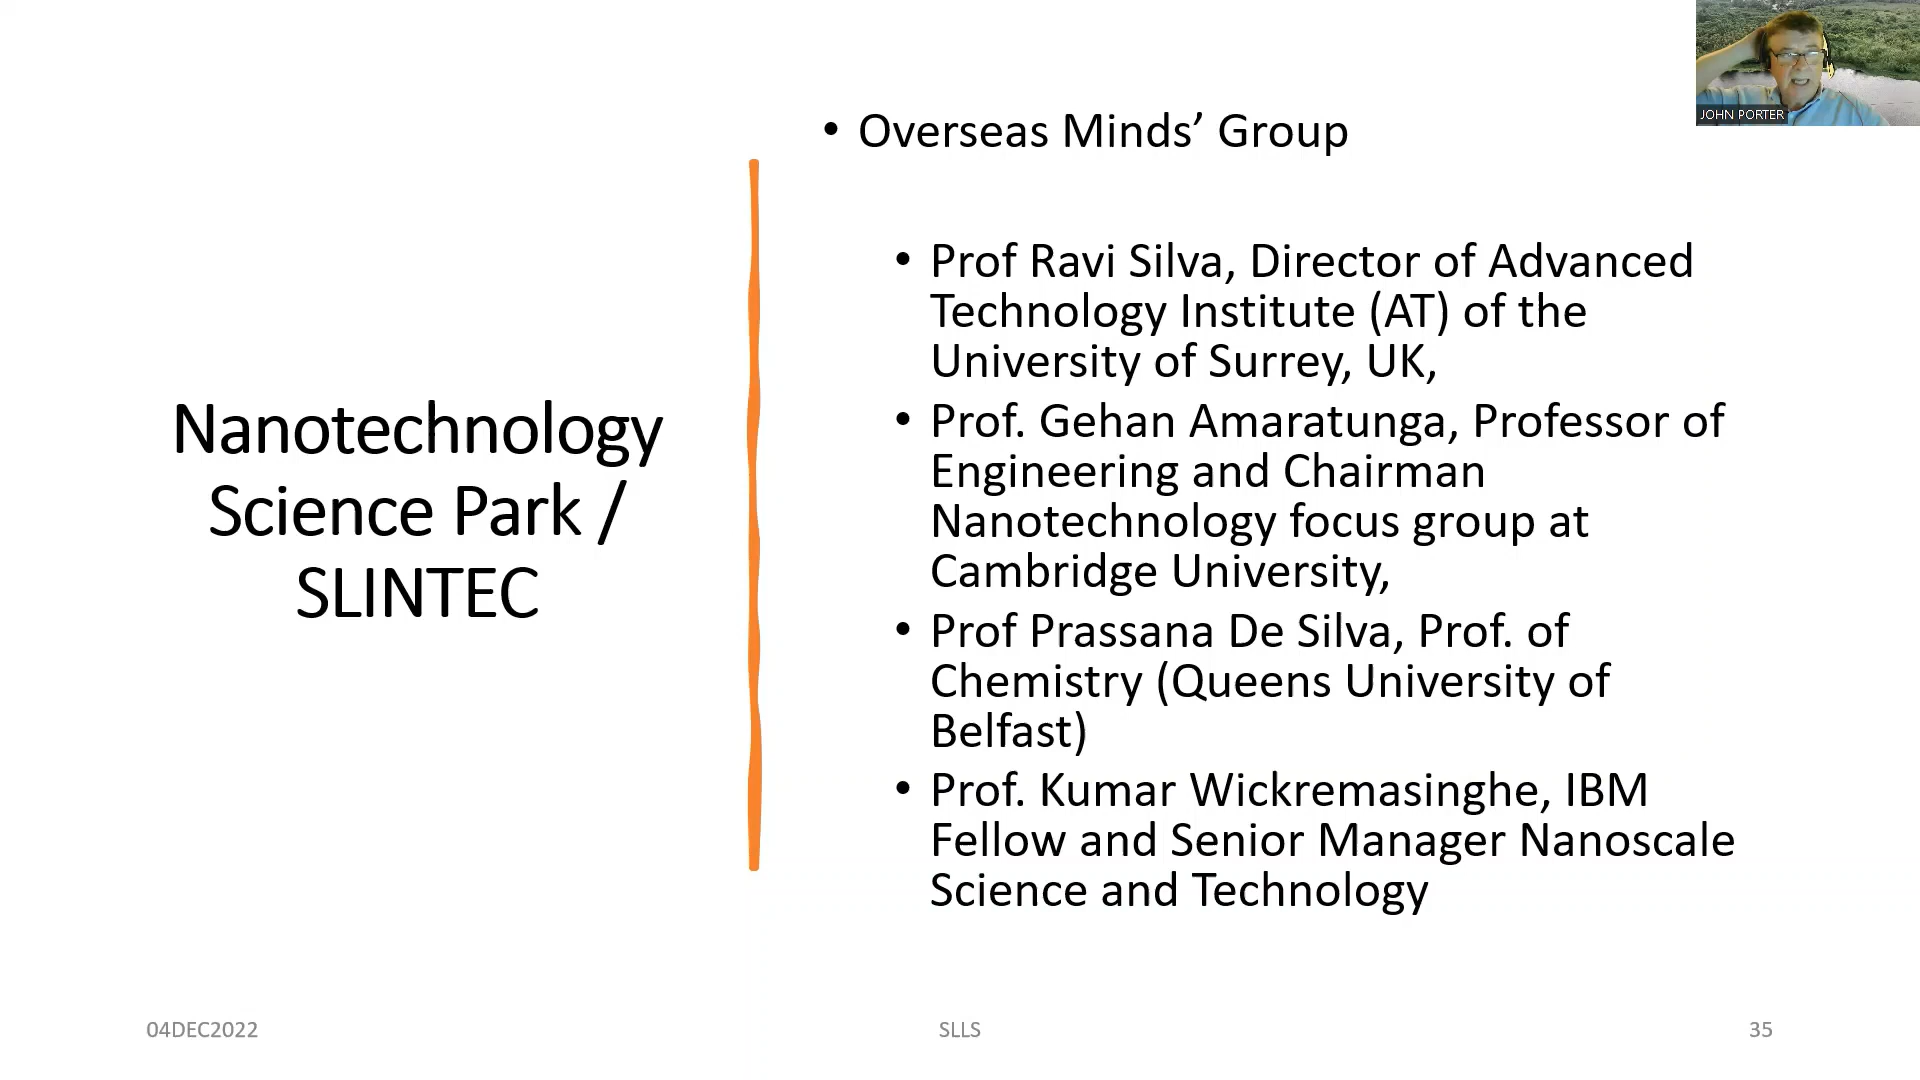 JOHN PORTER
Nanotechnology
Science Park /
SLINTEC
• Overseas Minds’ Group
• Prof Ravi Silva, Director of Advanced
Technology Institute (AT) of the
University of Surrey, UK,
• Prof. Gehan Amaratunga, Professor of
Engineering and Chairman
Nanotechnology focus group at
Cambridge University,
• Prof Prassana De Silva, Prof. of
Chemistry (Queens University of
Belfast)
• Prof. Kumar Wickremasinghe, IBM
Fellow and Senior Manager Nanoscale
Science and Technology
04DEC2022
SLLS
35